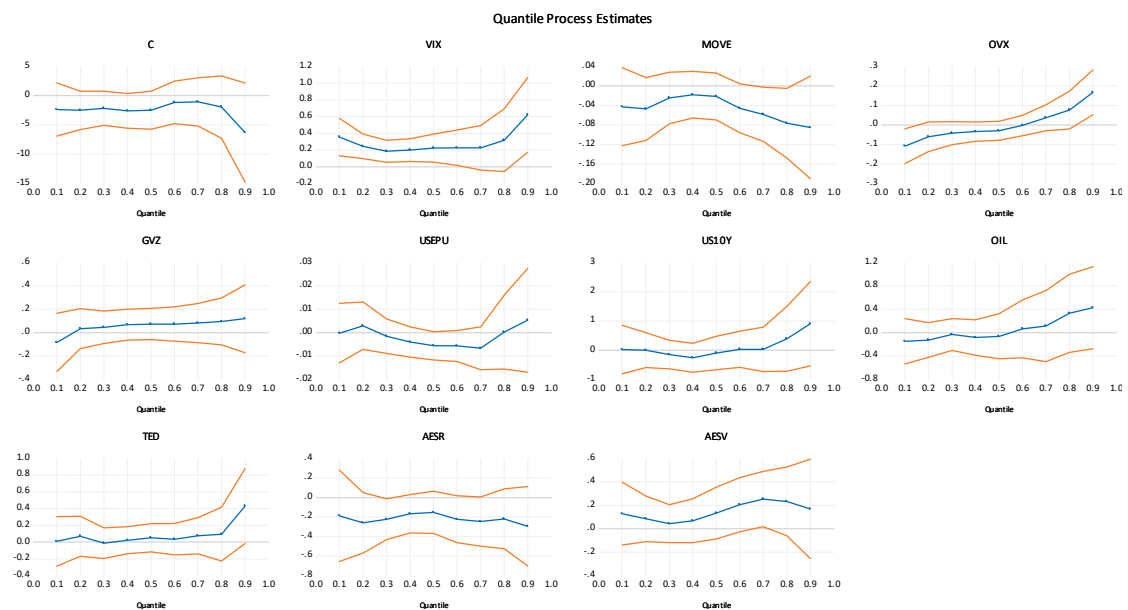 Quantile Process Estimates
C
5
0
-5
-10
-15
0.0 0.1 0.2 0.3 0.4 0.5 0.6 0.7 0.8 0.9 1.0
Quantile
VIX
1.2
1.0
0.8
0.6
0.4
0.2
0.0
-0.2
0.0 0.1 0.2 0.3 0.4 0.5 0.6 0.7 0.8 0.9 1.0
Quantile
MOVE
.04
.00
-.04
-.08
-.12
-.16
-.20
0.0 0.1 0.2 0.3 0.4 0.5 0.6 0.7 0.8 0.9 1.0
Quantile
OVX
.3
.2
.1
.0
-.1
-.2
-.3
0.0 0.1 0.2 0.3 0.4 0.5 0.6 0.7 0.8 0.9 1.0
Quantile
GVZ
.6
.4
.2
.0
-.2
-.4
0.0 0.1 0.2 0.3 0.4 0.5 0.6 0.7 0.8 0.9 1.0
Quantile
USEPU
.03
.02
.01
.00
-.01
-.02
0.0 0.1 0.2 0.3 0.4 0.5 0.6 0.7 0.8 0.9 1.0
Quantile
US10Y
3
2
1
0
-1
0.0 0.1 0.2 0.3 0.4 0.5 0.6 0.7 0.8 0.9 1.0
Quantile
OIL
1.2
0.8
0.4
0.0
-0.4
-0.8
0.0 0.1 0.2 0.3 0.4 0.5 0.6 0.7 0.8 0.9 1.0
Quantile
TED
1.0
0.8
0.6
0.4
0.2
0.0
-0.2
-0.4
0.0 0.1 0.2 0.3 0.4 0.5 0.6 0.7 0.8 0.9 1.0
Quantile
AESR
.4
.2
.0
-.2
-.4
-.6
-.8
0.0 0.1 0.2 0.3 0.4 0.5 0.6 0.7 0.8 0.9 1.0
Quantile
AESV
.6
.4
.2
.0
-.2
-.4
0.0 0.1 0.2 0.3 0.4 0.5 0.6 0.7 0.8 0.9 1.0
Quantile